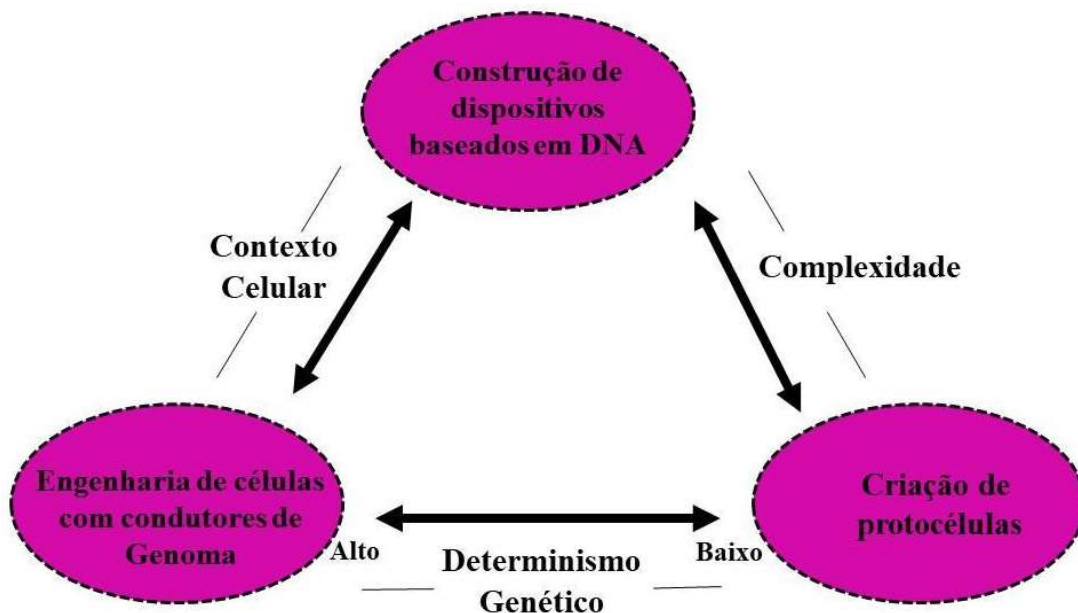 Construção de
dispositivos
baseados em DNA
Contexto
Celular
Complexidade
Engenharia de células
com condutores de
Genoma
Criação de
protocélulas
Alto
Baixo
Determinismo
Genético